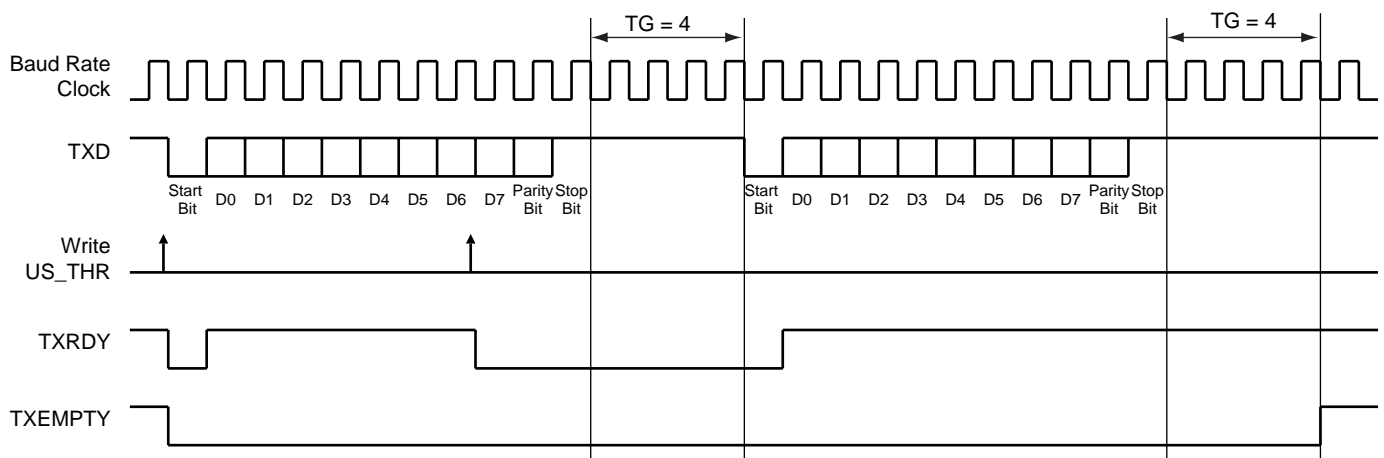 TG = 4
TG = 4
Baud Rate
Clock
TXD
Start
Bit
D0
D1
D2
D3
D4
D5
D6
D7
Parity
Bit
Stop
Bit
Start
Bit
D0
D1
D2
D3
D4
D5
D6
D7
Parity
Bit
Stop
Bit
Write
US_THR
TXRDY
TXEMPTY